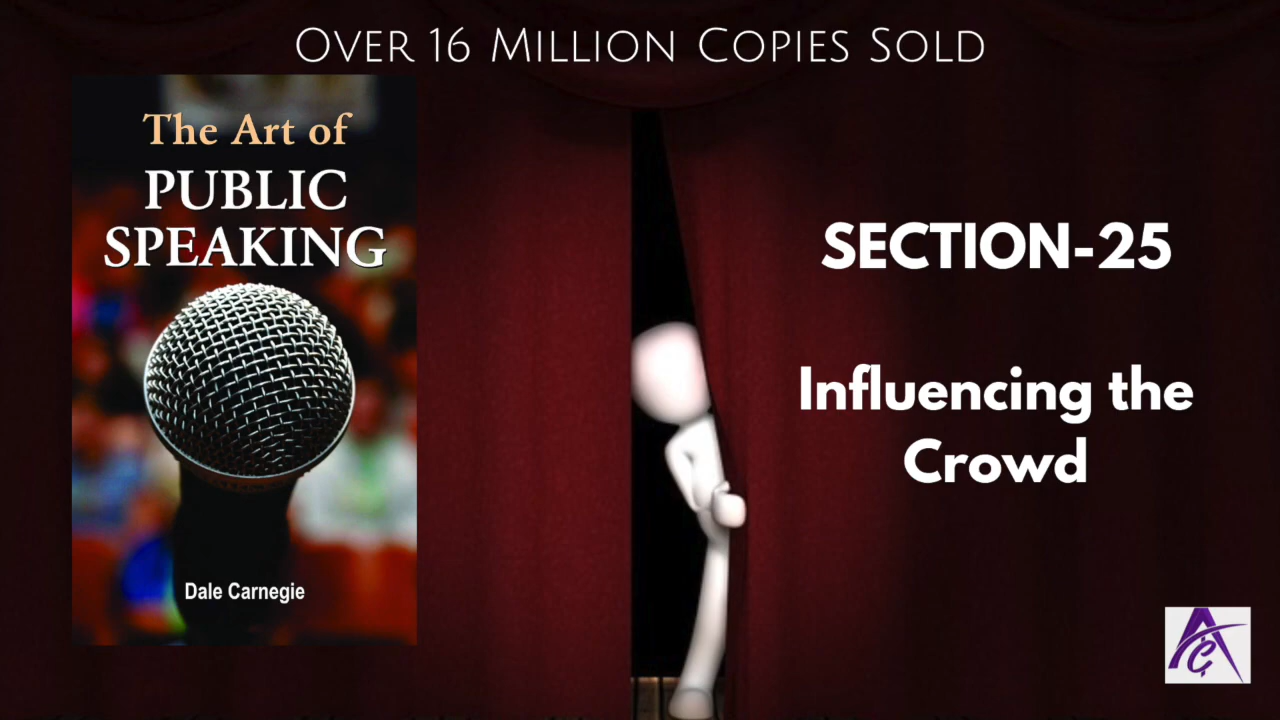 OVER 16 MILLION COPIES SOLD
The Art of
PUBLIC
SPEAKING
Dale Carnegie
SECTION-25
Influencing the
Crowd